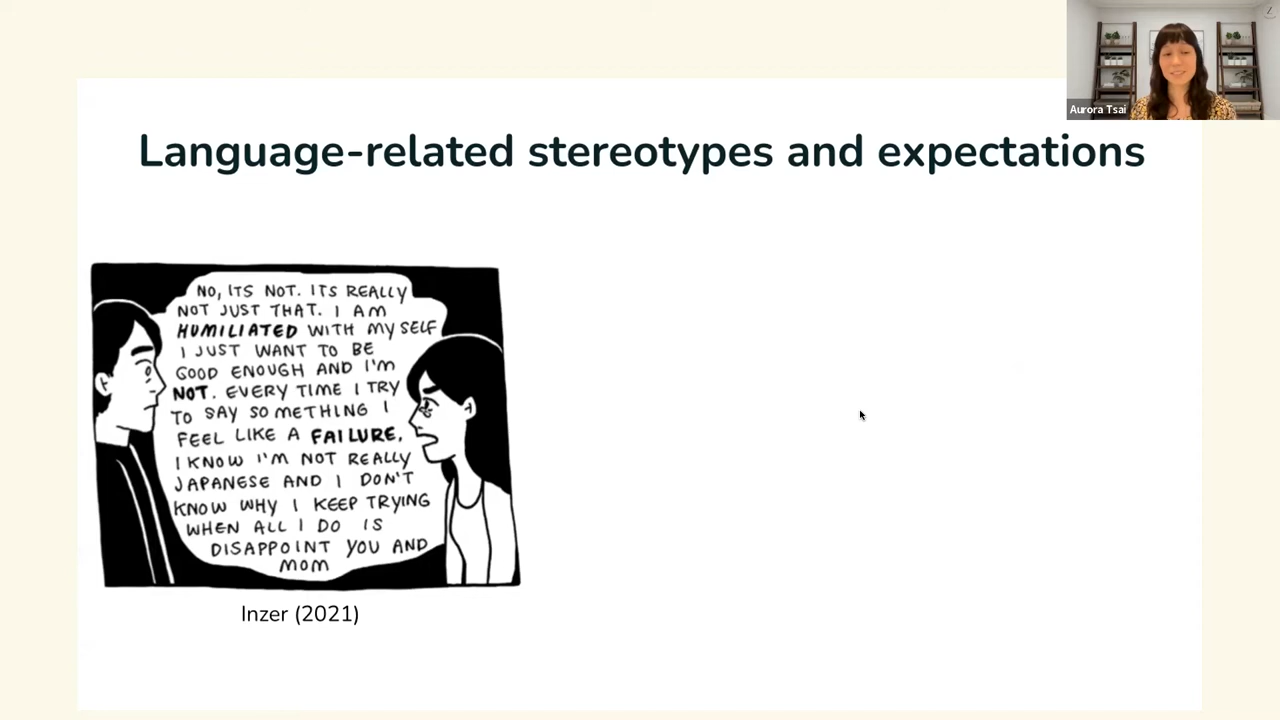 Aurora Tsai
Language-related stereotypes and expectations
NO, ITS NOT. ITS REALLY
NOT JUST THAT. I AM
HUMILIATED WITH MY SELF
I JUST WANT TO BE
GOOD ENOUGH AND I'M
NOT. EVERY TIME I TRY
TO SAY SOMETHING I
FEEL LIKE A FAILURE.
I KNOW I'M NOT REALLY
JAPANESE AND I DON'T
KNOW WHY I KEEP TRYING
WHEN ALL I DO IS
DISAPPOINT YOU AND
MOM
Inzer (2021)